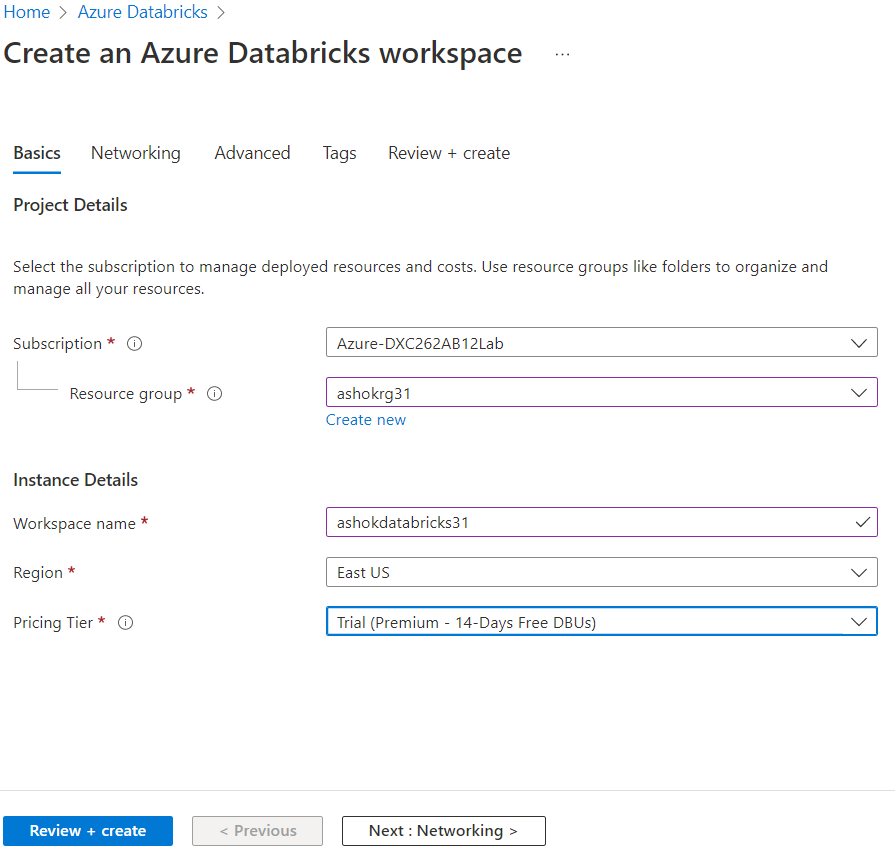 Home > Azure Databricks >
Create an Azure Databricks workspace ...
Basics Networking Advanced Tags Review + create
Project Details
Select the subscription to manage deployed resources and costs. Use resource groups like folders to organize and
manage all your resources.
Subscription * Azure-DXC262AB12Lab
Resource group * ashokrg31
Create new
Instance Details
Workspace name * ashokdatabricks31
Region * East US
Pricing Tier * Trial (Premium - 14-Days Free DBUs)
Review + create < Previous Next : Networking >